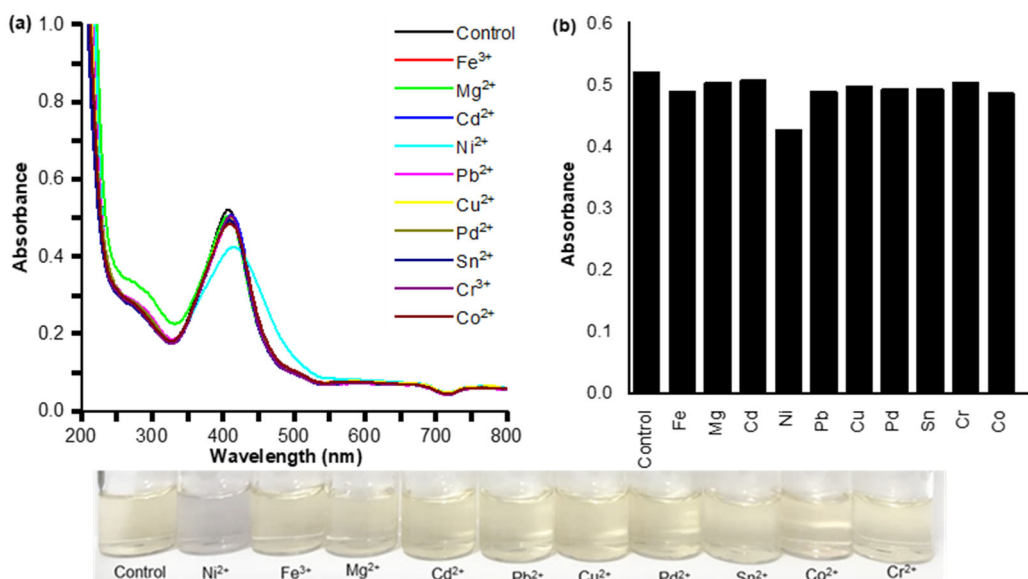 (a)
1.0
0.8
0.6
0.4
0.2
0.0
Absorbance
200 300 400 500 600 700 800
Wavelength (nm)
Control
Fe³⁺
Mg²⁺
Cd²⁺
Ni²⁺
Pb²⁺
Cu²⁺
Pd²⁺
Sn²⁺
Cr³⁺
Co²⁺
(b)
0.6
0.5
0.4
0.3
0.2
0.1
0.0
Absorbance
Control Fe Mg Cd NI Pb Cu Pd Sn Cr Co
Control Ni²⁺ Fe³⁺ Mg²⁺ Cd²⁺ Pb²⁺ Cu²⁺ Pd²⁺ Sn²⁺ Co²⁺ Cr²⁺